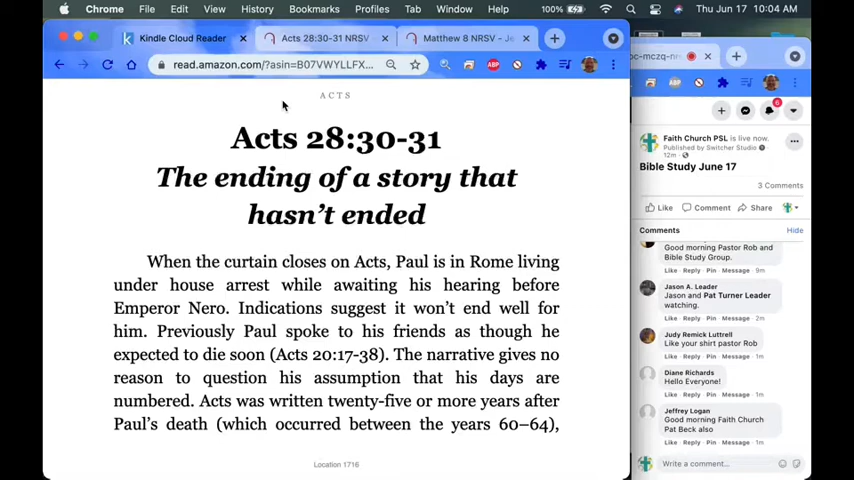 Chrome File Edit View History Bookmarks Profiles Tab Window Help 100% Thu Jun 17 10:04 AM
Kindle Cloud Reader
Acts 28:30-31 NRSV -
Matthew 8 NRSV - Je
read.amazon.com/?asin=B07VWYLLFX...
ABP
ACTS
Acts 28:30-31
The ending of a story that
hasn't ended
When the curtain closes on Acts, Paul is in Rome living
under house arrest while awaiting his hearing before
Emperor Nero. Indications suggest it won't end well for
him. Previously Paul spoke to his friends as though he
expected to die soon (Acts 20:17-38). The narrative gives no
reason to question his assumption that his days are
numbered. Acts was written twenty-five or more years after
Paul's death (which occurred between the years 60–64),
Location 1716
oc-mczq-nr
ABP
6
Faith Church PSL is live now.
Published by Switcher Studio
12m
Bible Study June 17
3 Comments
Like Comment Share
Comments Hide
Good morning Pastor Rob and
Bible Study Group.
Like · Reply · Pin · Message · 9m
Jason A. Leader
Jason and Pat Turner Leader
watching.
Like · Reply · Pin · Message · 2m
Judy Remick Luttrell
Like your shirt pastor Rob
Like · Reply · Pin · Message · 1m
Diane Richards
Hello Everyone!
Like · Reply · Pin · Message · 1m
Jeffrey Logan
Good morning Faith Church
Pat Beck also
Like · Reply · Pin · Message · 1m
Write a comment...